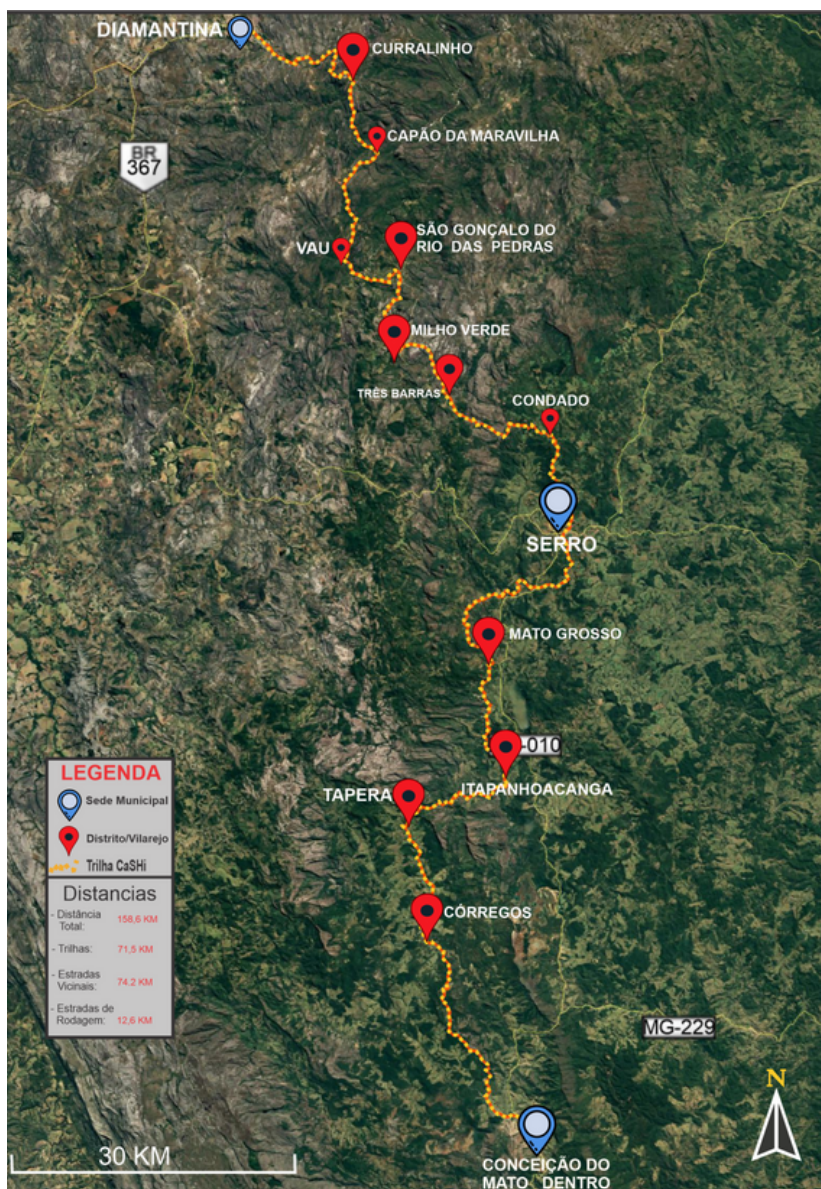 DIAMANTINA
CURRALINHO
CAPÃO DA MARAVILHA
BR
367
SÃO GONÇALO DO
RIO DAS PEDRAS
VAU
MILHO VERDE
TRÊS BARRAS
CONDADO
SERRO
MATO GROSSO
-010
ITAPANHOACANGA
TAPERA
LEGENDA
Sede Municipal
Distrito/Vilarejo
Trilha CaSHi
Distancias
- Distância
Total: 158,6 KM
- Trilhas: 71,5 KM
- Estradas
Vicinais: 74,2 KM
- Estradas de
Rodagem: 12,6 KM
CÓRREGOS
MG-229
N
30 KM
CONCEIÇÃO DO
MATO DENTRO